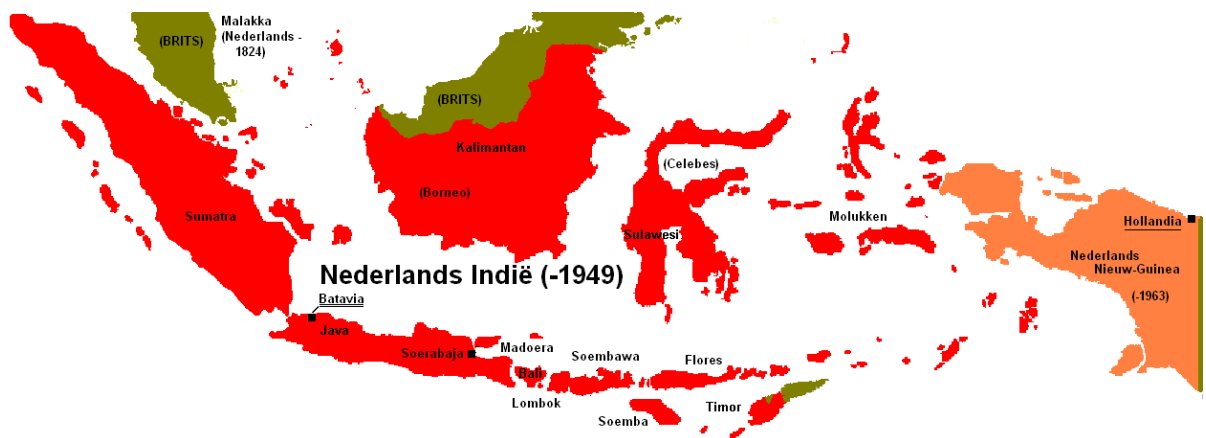 Malakka
(Nederlands -
1824)
(BRITS)
(BRITS)
Kalimantan
(Borneo)
(Celebes)
Sumatra
Sulawesi
Molukken
Hollandia
Nederlands
Nieuw-Guinea
(-1963)
Nederlands Indië (-1949)
Batavia
Java
Soerabaja
Madoera
Bali
Soembawa
Flores
Lombok
Soemba
Timor